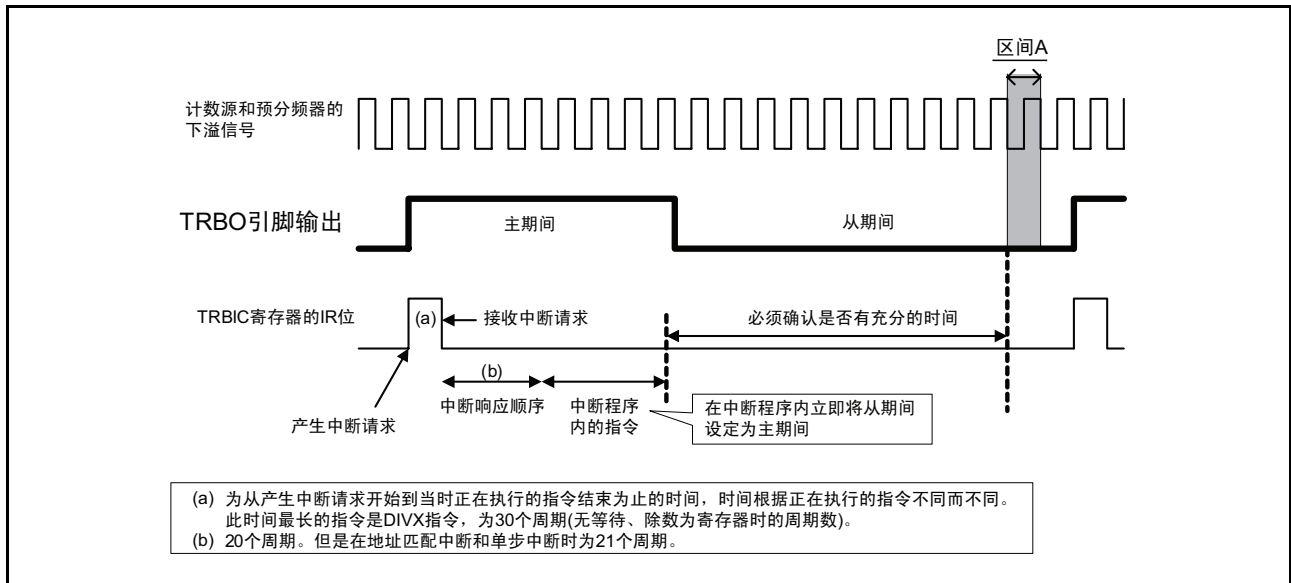 区间A
计数源和预分频器的
下溢信号
TRBO引脚输出
主期间
从期间
TRBIC寄存器的IR位
(a)
接收中断请求
必须确认是否有充分的时间
(b)
中断响应顺序
中断程序
内的指令
产生中断请求
在中断程序内立即将从期间
设定为主期间
(a) 为从产生中断请求开始到当时正在执行的指令结束为止的时间，时间根据正在执行的指令不同而不同。
此时间最长的指令是DIVX指令，为30个周期(无等待、除数为寄存器时的周期数)。
(b) 20个周期。但是在地址匹配中断和单步中断时为21个周期。